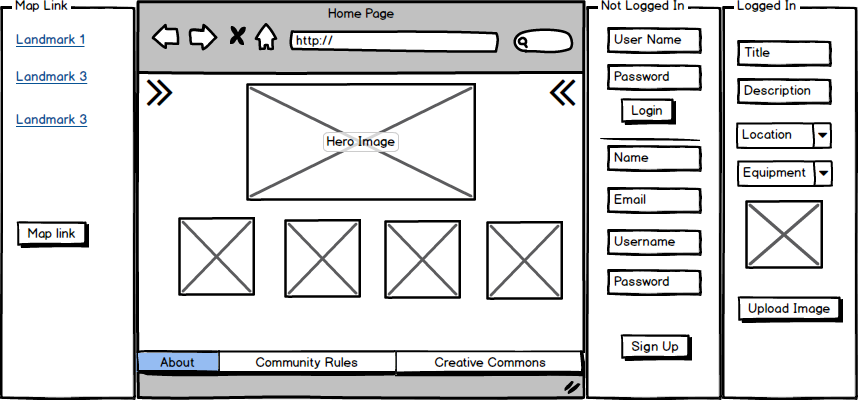 Map Link
Landmark 1
Landmark 3
Landmark 3
Map link
Home Page
http://
Hero Image
About
Community Rules
Creative Commons
Not Logged In
User Name
Password
Login
Name
Email
Username
Password
Sign Up
Logged In
Title
Description
Location
Equipment
Upload Image